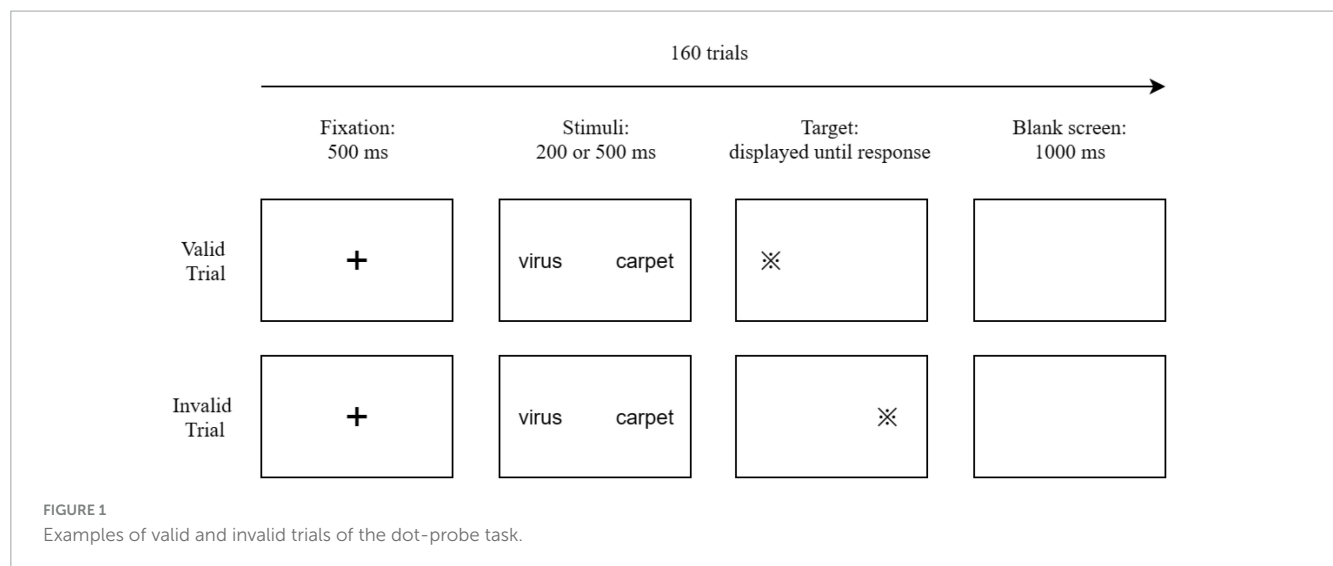 160 trials
Fixation:
500 ms
Stimuli:
200 or 500 ms
Target:
displayed until response
Blank screen:
1000 ms
Valid
Trial
+
virus carpet
※
Invalid
Trial
+
virus carpet
※
FIGURE 1
Examples of valid and invalid trials of the dot-probe task.